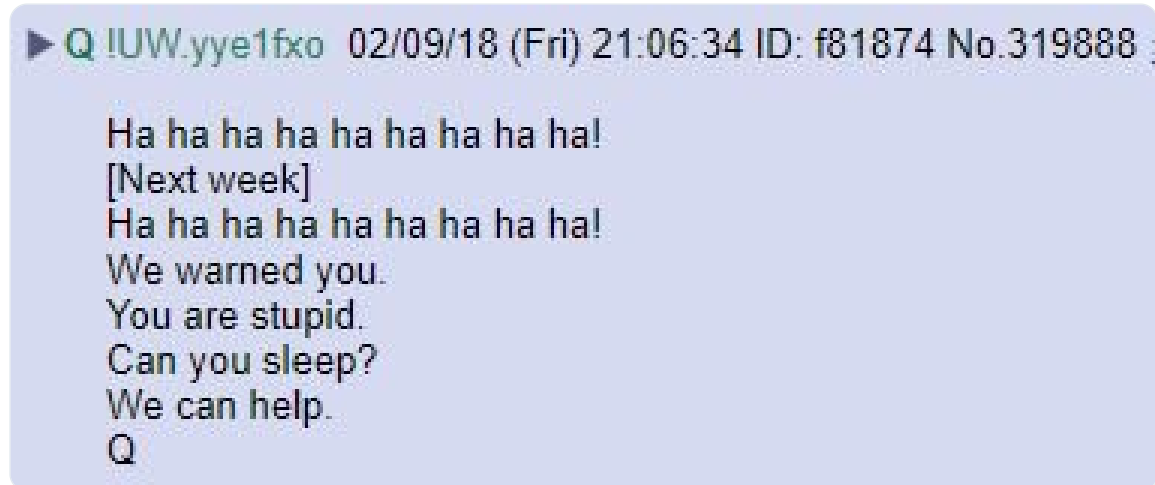 ▶ Q !UW.yye1fxo 02/09/18 (Fri) 21:06:34 ID: f81874 No.319888
Ha ha ha ha ha ha ha ha ha!
[Next week]
Ha ha ha ha ha ha ha ha ha!
We warned you.
You are stupid.
Can you sleep?
We can help.
Q